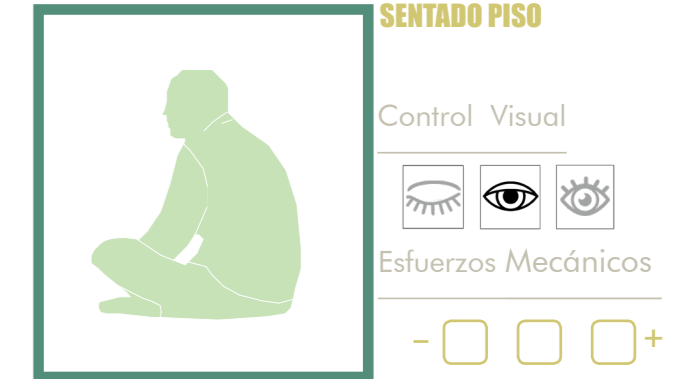 SENTADO PISO
Control Visual
Esfuerzos Mecánicos
- +